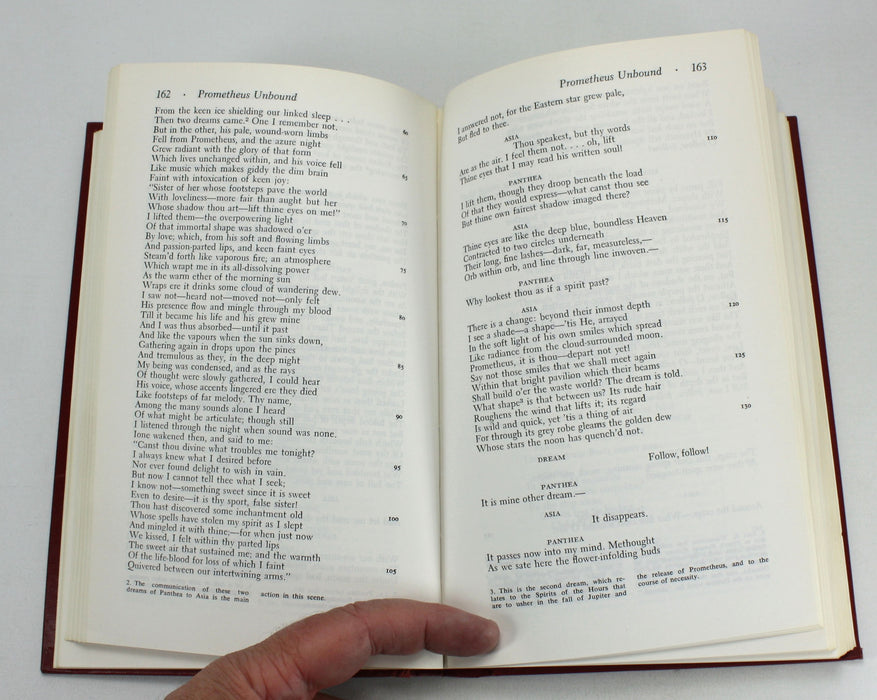 162 · Prometheus Unbound
From the keen ice shielding our linked sleep . . .
Then two dreams came.² One I remember not. 60
But in the other, his pale, wound-worn limbs
Fell from Prometheus, and the azure night
Grew radiant with the glory of that form
Which lives unchanged within, and his voice fell
Like music which makes giddy the dim brain 65
Faint with intoxication of keen joy:
"Sister of her whose footsteps pave the world
With loveliness—more fair than aught but her
Whose shadow thou art—lift thine eyes on me!"
I lifted them—the overpowering light 70
Of that immortal shape was shadowed o'er
By love; which, from his soft and flowing limbs
And passion-parted lips, and keen faint eyes
Steam'd forth like vaporous fire; an atmosphere
Which wrapt me in its all-dissolving power 75
As the warm ether of the morning sun
Wraps ere it drinks some cloud of wandering dew.
I saw not—heard not—moved not—only felt
His presence flow and mingle through my blood
Till it became his life and his grew mine 80
And I was thus absorbed—until it past
And like the vapours when the sun sinks down,
Gathering again in drops upon the pines
And tremulous as they, in the deep night
My being was condensed, and as the rays 85
Of thought were slowly gathered, I could hear
His voice, whose accents lingered ere they died
Like footsteps of far melody. Thy name,
Among the many sounds alone I heard
Of what might be articulate; though still 90
I listened through the night when sound was none.
Ione wakened then, and said to me:
"Canst thou divine what troubles me tonight?
I always knew what I desired before
Nor ever found delight to wish in vain. 95
But now I cannot tell thee what I seek;
I know not—something sweet since it is sweet
Even to desire—it is thy sport, false sister!
Thou hast discovered some inchantment old
Whose spells have stolen my spirit as I slept 100
And mingled it with thine;—for when just now
We kissed, I felt within thy parted lips
The sweet air that sustained me; and the warmth
Of the life-blood for loss of which I faint
Quivered between our intertwining arms." 105
2. The communication of these two
dreams of Panthea to Asia is the main
action in this scene.
Prometheus Unbound · 163
I answered not, for the Eastern star grew pale,
But fled to thee.
ASIA
Thou speakest, but thy words
Are as the air. I feel them not. . . . oh, lift 110
Thine eyes that I may read his written soul!
PANTHEA
I lift them, though they droop beneath the load
Of that they would express—what canst thou see
But thine own fairest shadow imaged there?
ASIA
Thine eyes are like the deep blue, boundless Heaven 115
Contracted to two circles underneath
Their long, fine lashes—dark, far, measureless,—
Orb within orb, and line through line inwoven.—
PANTHEA
Why lookest thou as if a spirit past?
ASIA
There is a change: beyond their inmost depth 120
I see a shade—a shape—'tis He, arrayed
In the soft light of his own smiles which spread
Like radiance from the cloud-surrounded moon.
Prometheus, it is thou—depart not yet!
Say not those smiles that we shall meet again 125
Within that bright pavilion which their beams
Shall build o'er the waste world? The dream is told.
What shape³ is that between us? Its rude hair
Roughens the wind that lifts it; its regard
Is wild and quick, yet 'tis a thing of air 130
For through its grey robe gleams the golden dew
Whose stars the noon has quench'd not.
DREAM
Follow, follow!
PANTHEA
It is mine other dream.—
ASIA
It disappears.
PANTHEA
It passes now into my mind. Methought
As we sate here the flower-infolding buds
3. This is the second dream, which re-
lates to the Spirits of the Hours that
are to usher in the fall of Jupiter and
the release of Prometheus, and to the
course of necessity.